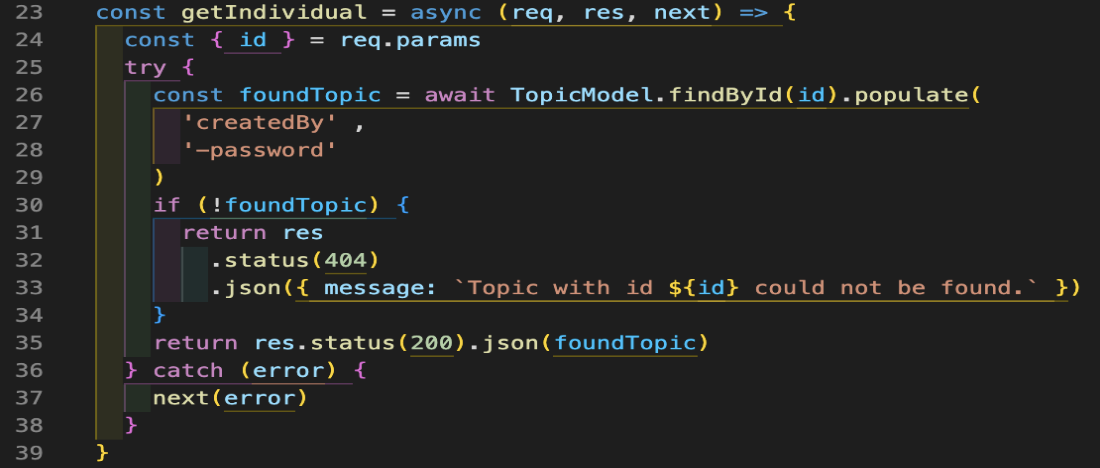 23 const getIndividual = async (req, res, next) => {
24 const { id } = req.params
25 try {
26 const foundTopic = await TopicModel.findById(id).populate(
27 'createdBy' ,
28 '-password'
29 )
30 if (!foundTopic) {
31 return res
32 .status(404)
33 .json({ message: `Topic with id ${id} could not be found.` })
34 }
35 return res.status(200).json(foundTopic)
36 } catch (error) {
37 next(error)
38 }
39 }